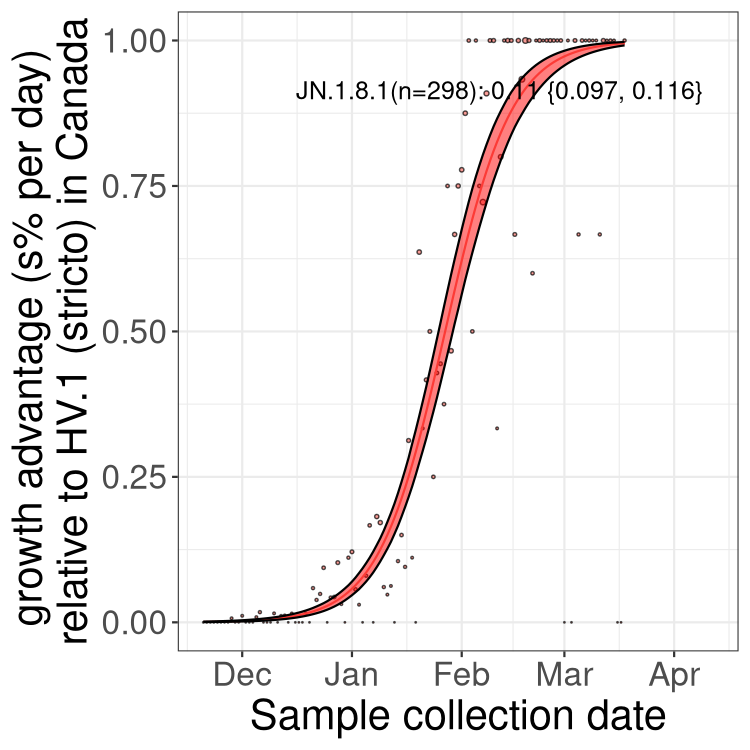 growth advantage (s% per day)
relative to HV.1 (stricto) in Canada
1.00
0.75
0.50
0.25
0.00
JN.1.8.1(n=298): 0.11 {0.097, 0.116}
Dec Jan Feb Mar Apr
Sample collection date